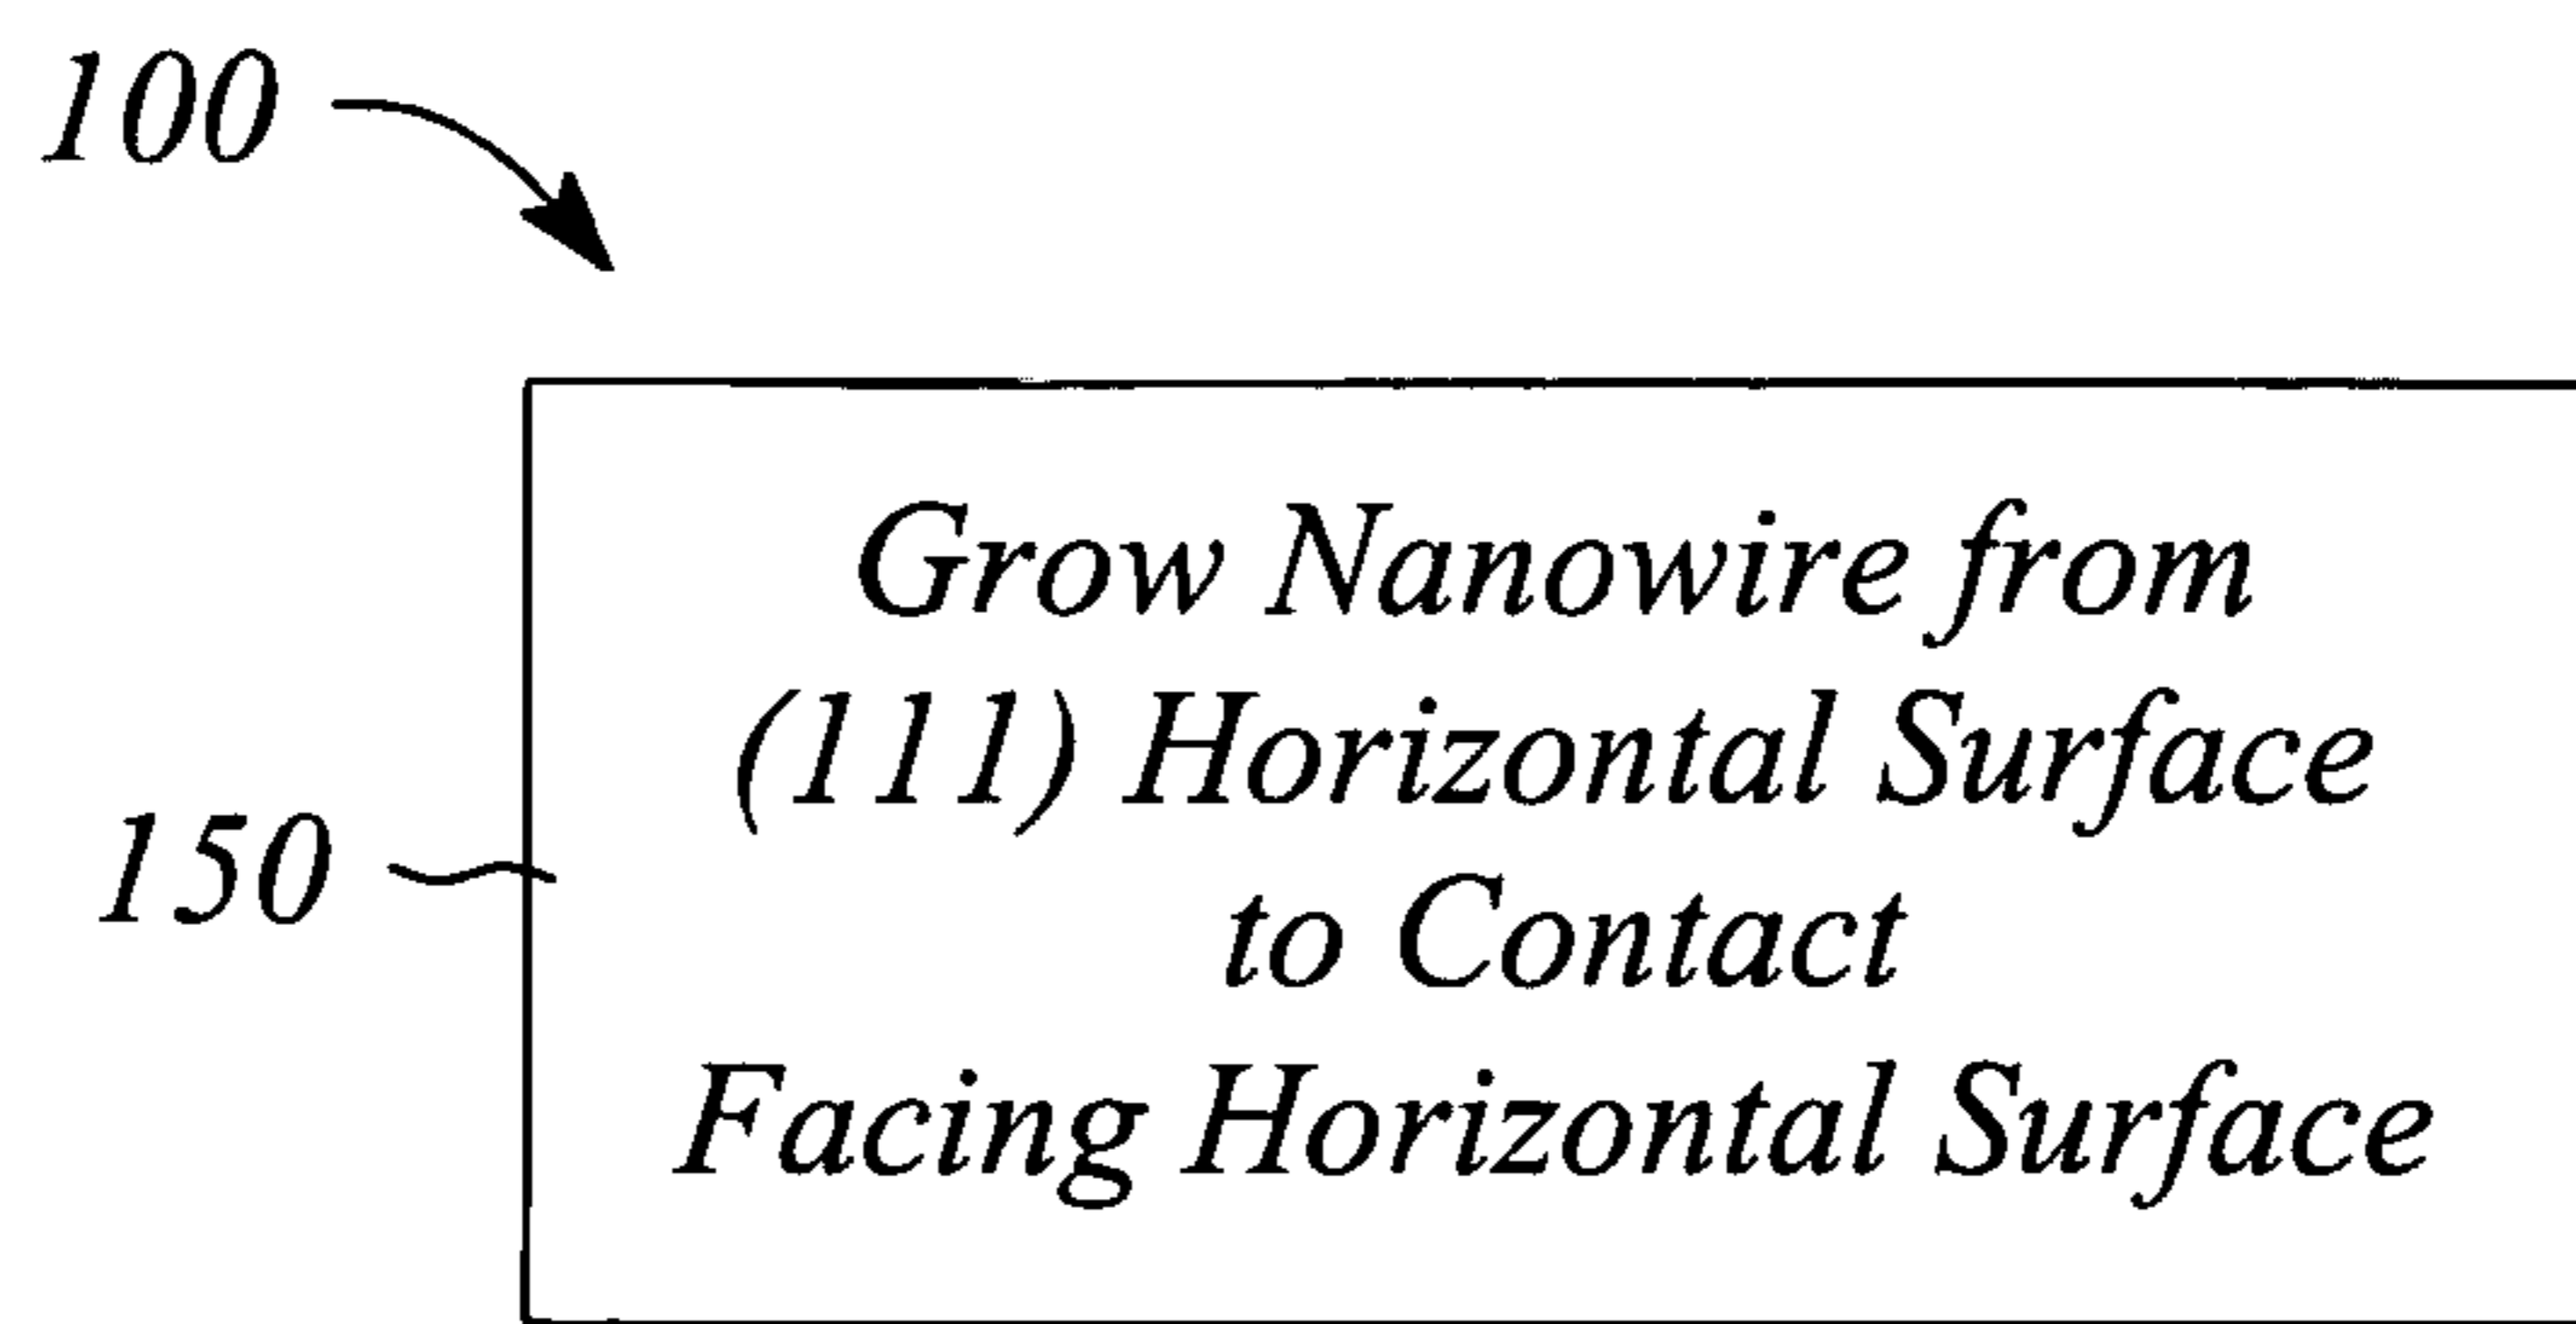 100
Grow Nanowire from
(111) Horizontal Surface
150
to Contact
Facing Horizontal Surface